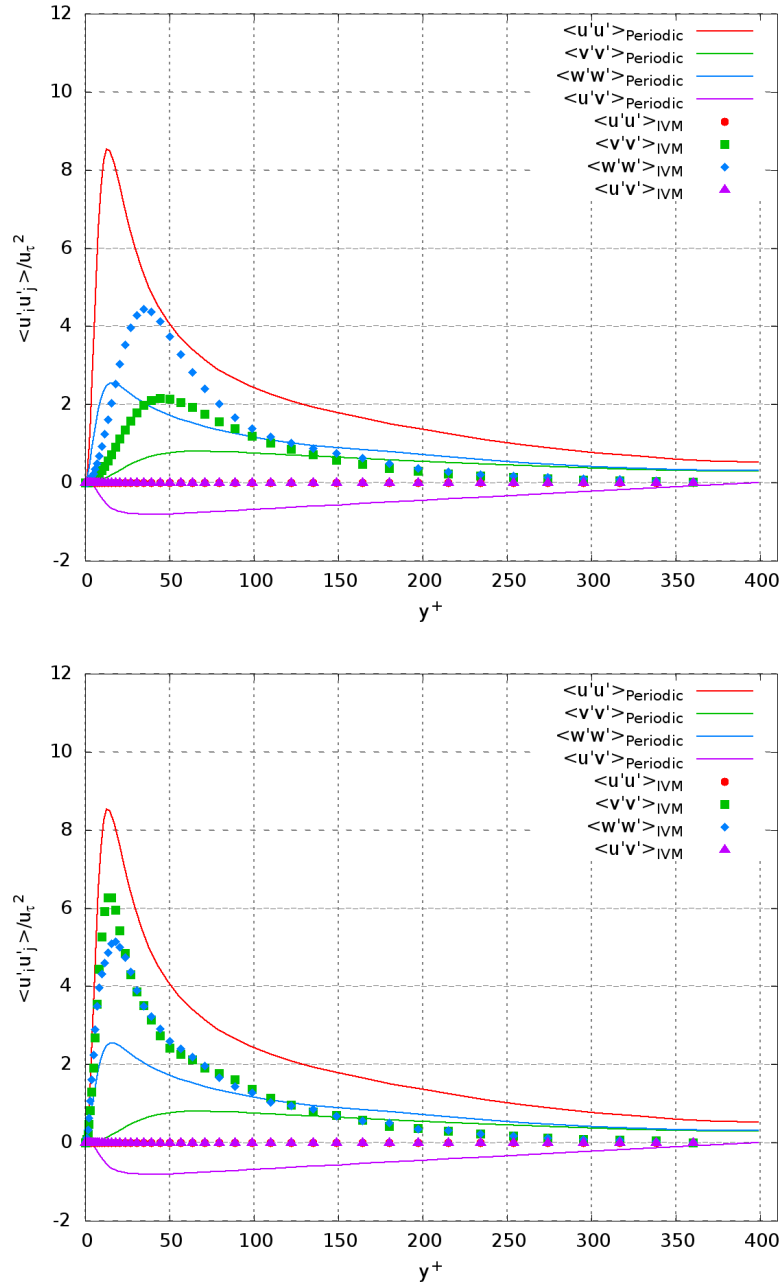 12
10
8
6
4
2
0
-2
<u'ᵢu'ⱼ>/u_τ²
<u'u'>Periodic
<v'v'>Periodic
<w'w'>Periodic
<u'v'>Periodic
<u'u'>IVM
<v'v'>IVM
<w'w'>IVM
<u'v'>IVM
0 50 100 150 200 250 300 350 400
y⁺
12
10
8
6
4
2
0
-2
<u'ᵢu'ⱼ>/u_τ²
<u'u'>Periodic
<v'v'>Periodic
<w'w'>Periodic
<u'v'>Periodic
<u'u'>IVM
<v'v'>IVM
<w'w'>IVM
<u'v'>IVM
0 50 100 150 200 250 300 350 400
y⁺